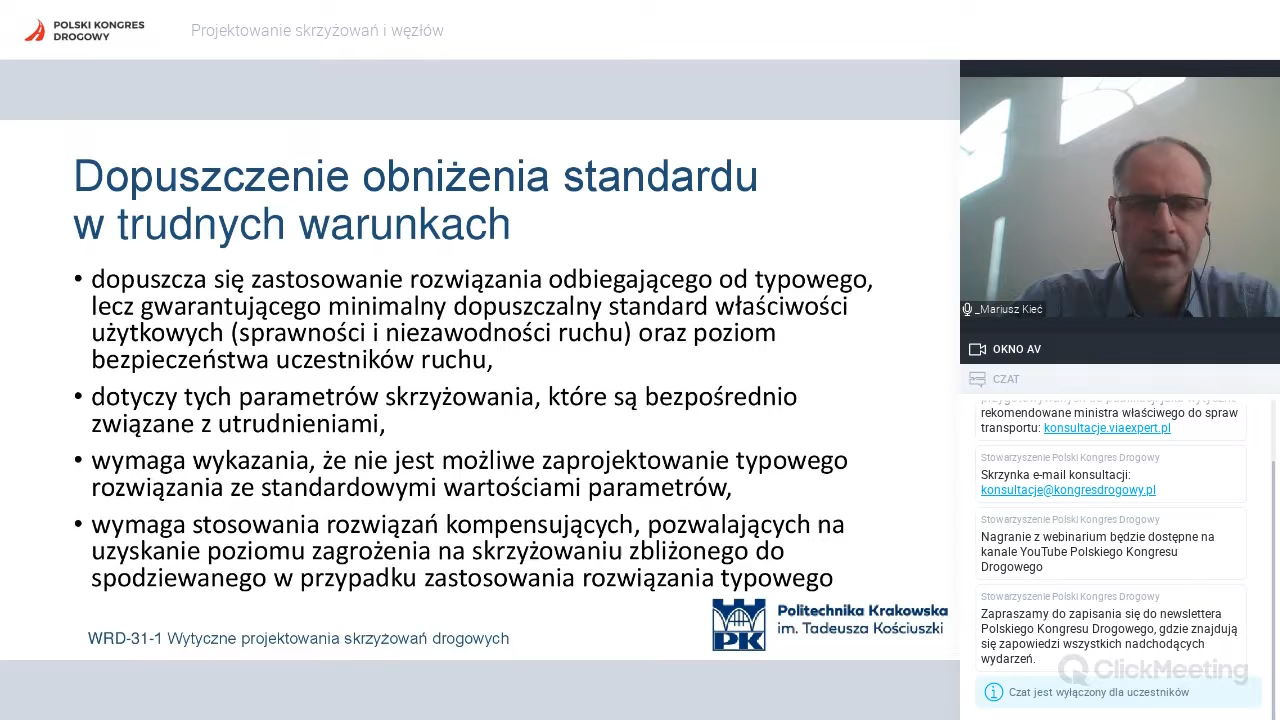 POLSKI KONGRES
DROGOWY
Projektowanie skrzyżowań i węzłów
Dopuszczenie obniżenia standardu
w trudnych warunkach
• dopuszcza się zastosowanie rozwiązania odbiegającego od typowego,
lecz gwarantującego minimalny dopuszczalny standard właściwości
użytkowych (sprawności i niezawodności ruchu) oraz poziom
bezpieczeństwa uczestników ruchu,
• dotyczy tych parametrów skrzyżowania, które są bezpośrednio
związane z utrudnieniami,
• wymaga wykazania, że nie jest możliwe zaprojektowanie typowego
rozwiązania ze standardowymi wartościami parametrów,
• wymaga stosowania rozwiązań kompensujących, pozwalających na
uzyskanie poziomu zagrożenia na skrzyżowaniu zbliżonego do
spodziewanego w przypadku zastosowania rozwiązania typowego
WRD-31-1 Wytyczne projektowania skrzyżowań drogowych
PK
Politechnika Krakowska
im. Tadeusza Kościuszki
_Mariusz Kieć
OKNO AV
CZAT
rekomendowane ministra właściwego do spraw
transportu: konsultacje.viaexpert.pl
Stowarzyszenie Polski Kongres Drogowy
Skrzynka e-mail konsultacji:
konsultacje@kongresdrogowy.pl
Stowarzyszenie Polski Kongres Drogowy
Nagranie z webinarium będzie dostępne na
kanale YouTube Polskiego Kongresu
Drogowego
Stowarzyszenie Polski Kongres Drogowy
Zapraszamy do zapisania się do newslettera
Polskiego Kongresu Drogowego, gdzie znajdują
się zapowiedzi wszystkich nadchodzących
wydarzeń.
ClickMeeting
Czat jest wyłączony dla uczestników